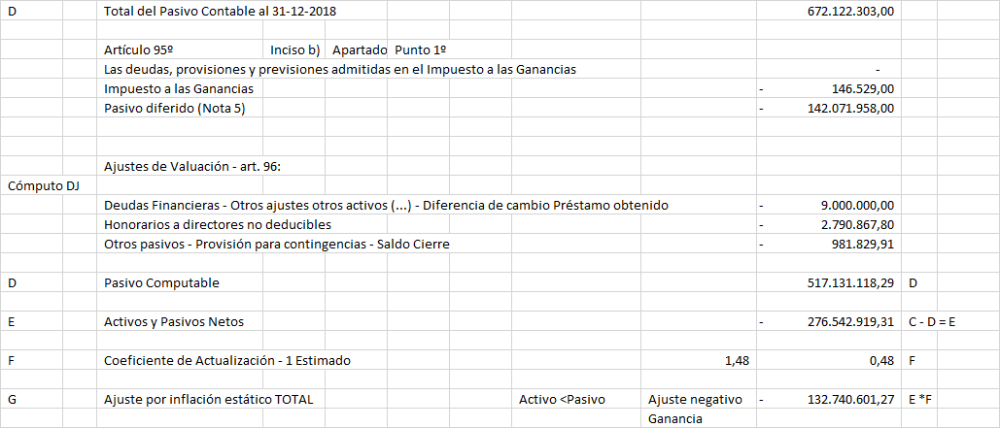 D Total del Pasivo Contable al 31-12-2018 672.122.303,00
Artículo 95º Inciso b) Apartado Punto 1º
Las deudas, provisiones y previsiones admitidas en el Impuesto a las Ganancias -
Impuesto a las Ganancias - 146.529,00
Pasivo diferido (Nota 5) - 142.071.958,00
Ajustes de Valuación - art. 96:
Cómputo DJ
Deudas Financieras - Otros ajustes otros activos (...) - Diferencia de cambio Préstamo obtenido - 9.000.000,00
Honorarios a directores no deducibles - 2.790.867,80
Otros pasivos - Provisión para contingencias - Saldo Cierre - 981.829,91
D Pasivo Computable 517.131.118,29 D
E Activos y Pasivos Netos - 276.542.919,31 C - D = E
F Coeficiente de Actualización - 1 Estimado 1,48 0,48 F
G Ajuste por inflación estático TOTAL Activo <Pasivo Ajuste negativo - 132.740.601,27 E *F
Ganancia